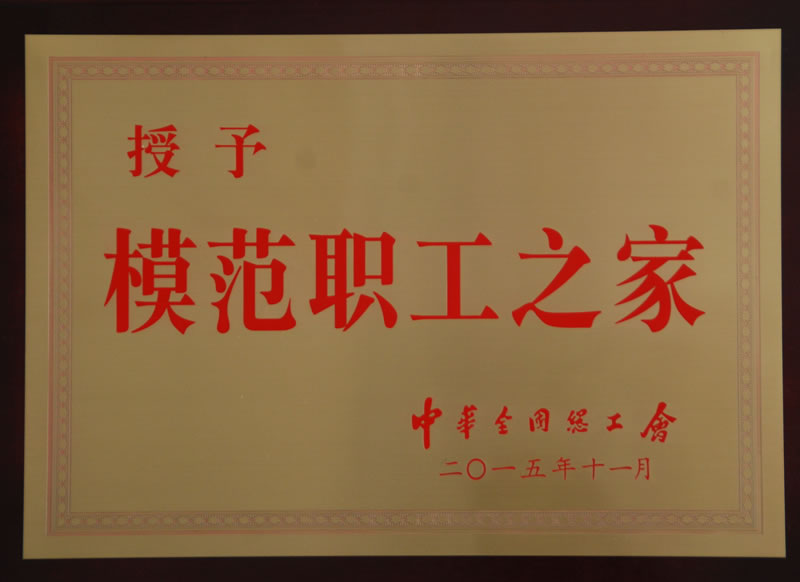 授予
模范职工之家
中華全国總工會
二〇一五年十一月